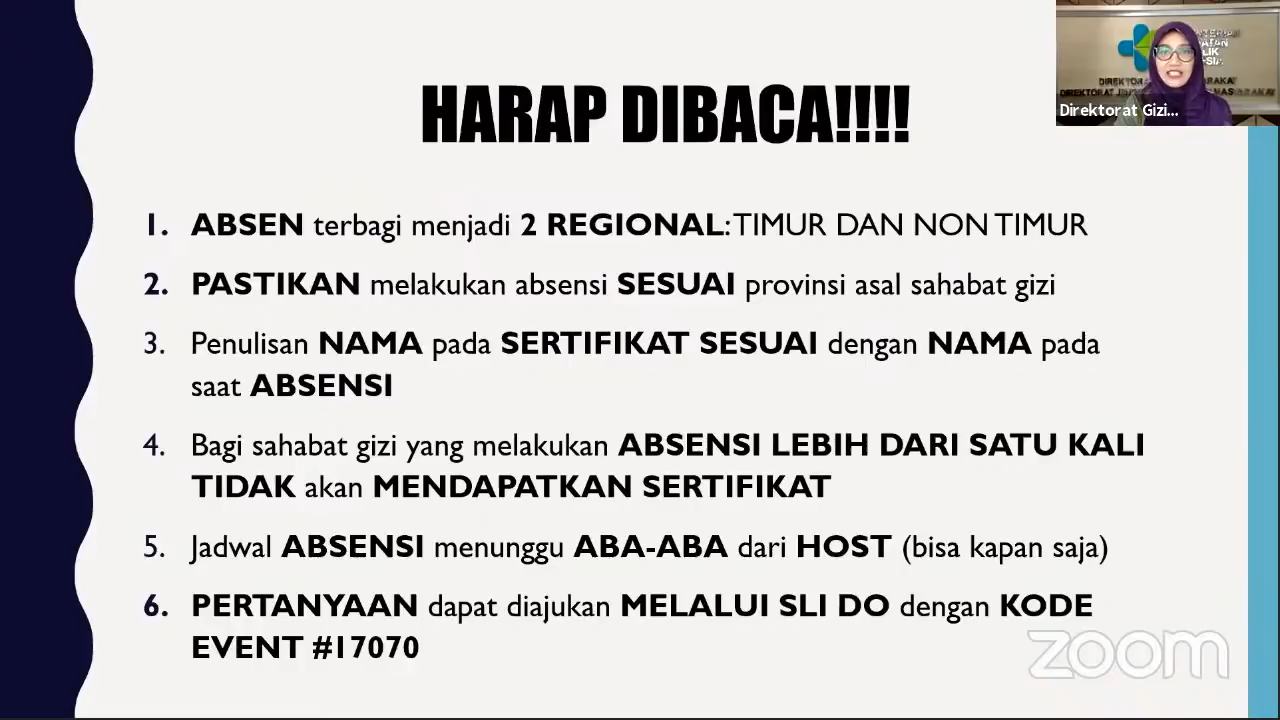 HARAP DIBACA!!!!
1. ABSEN terbagi menjadi 2 REGIONAL: TIMUR DAN NON TIMUR
2. PASTIKAN melakukan absensi SESUAI provinsi asal sahabat gizi
3. Penulisan NAMA pada SERTIFIKAT SESUAI dengan NAMA pada
saat ABSENSI
4. Bagi sahabat gizi yang melakukan ABSENSI LEBIH DARI SATU KALI
TIDAK akan MENDAPATKAN SERTIFIKAT
5. Jadwal ABSENSI menunggu ABA-ABA dari HOST (bisa kapan saja)
6. PERTANYAAN dapat diajukan MELALUI SLI DO dengan KODE
EVENT #17070
Direktorat Gizi...
zoom